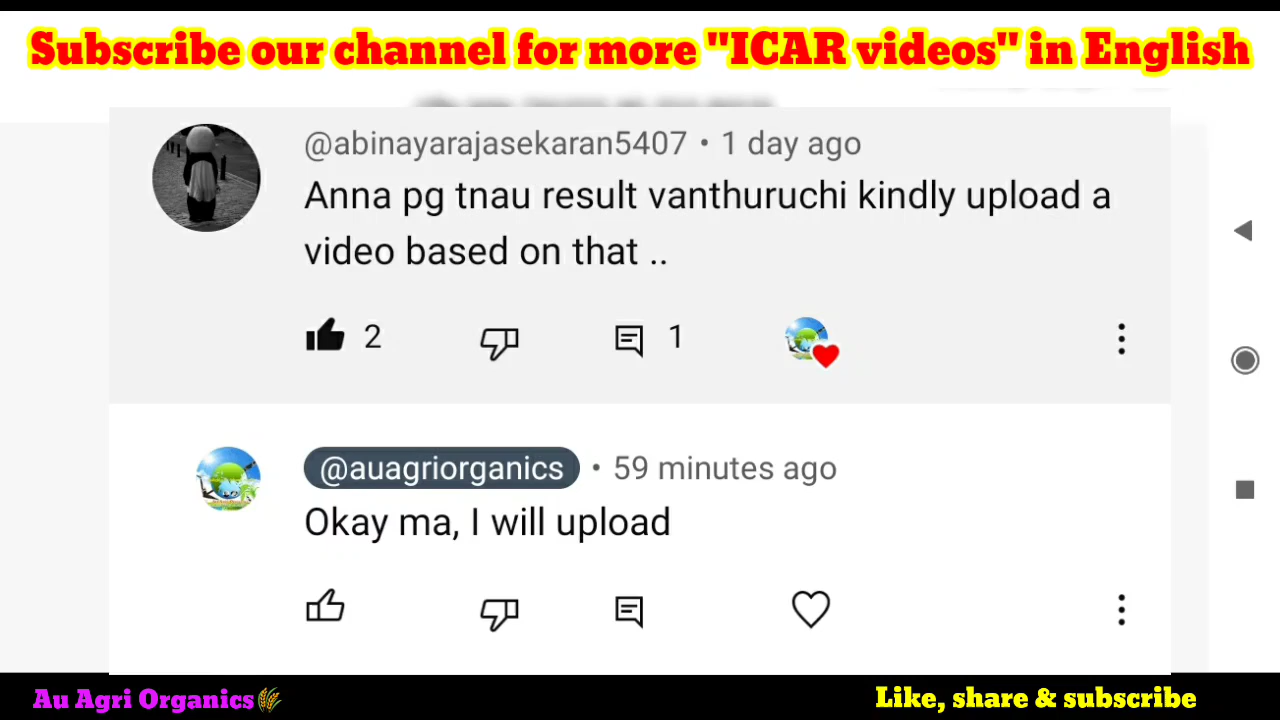 Subscribe our channel for more "ICAR videos" in English
@abinayarajasekaran5407 • 1 day ago
Anna pg tnau result vanthuruchi kindly upload a
video based on that ..
2
1
@auagriorganics • 59 minutes ago
Okay ma, I will upload
Au Agri Organics🌾
Like, share & subscribe